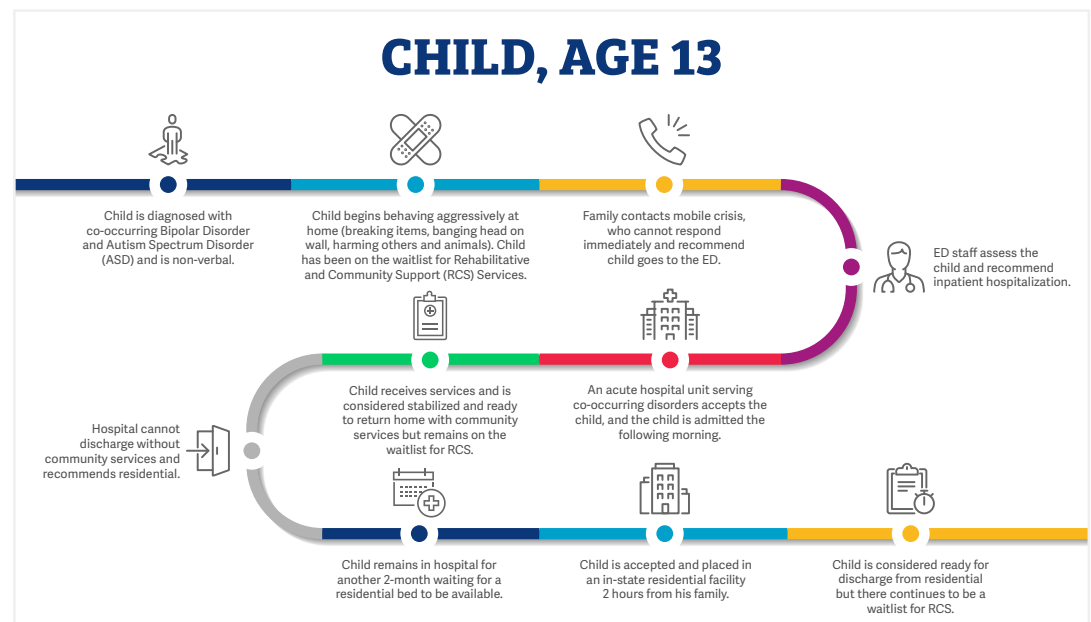 CHILD, AGE 13
Child is diagnosed with
co-occurring Bipolar Disorder
and Autism Spectrum Disorder
(ASD) and is non-verbal.
Child begins behaving aggressively at
home (breaking items, banging head on
wall, harming others and animals). Child
has been on the waitlist for Rehabilitative
and Community Support (RCS) Services.
Family contacts mobile crisis,
who cannot respond
immediately and recommend
child goes to the ED.
ED staff assess the
child and recommend
inpatient hospitalization.
An acute hospital unit serving
co-occurring disorders accepts the
child, and the child is admitted the
following morning.
Child receives services and is
considered stabilized and ready
to return home with community
services but remains on the
waitlist for RCS.
Hospital cannot
discharge without
community services and
recommends residential.
Child remains in hospital for
another 2-month waiting for a
residential bed to be available.
Child is accepted and placed in
an in-state residential facility
2 hours from his family.
Child is considered ready for
discharge from residential
but there continues to be a
waitlist for RCS.